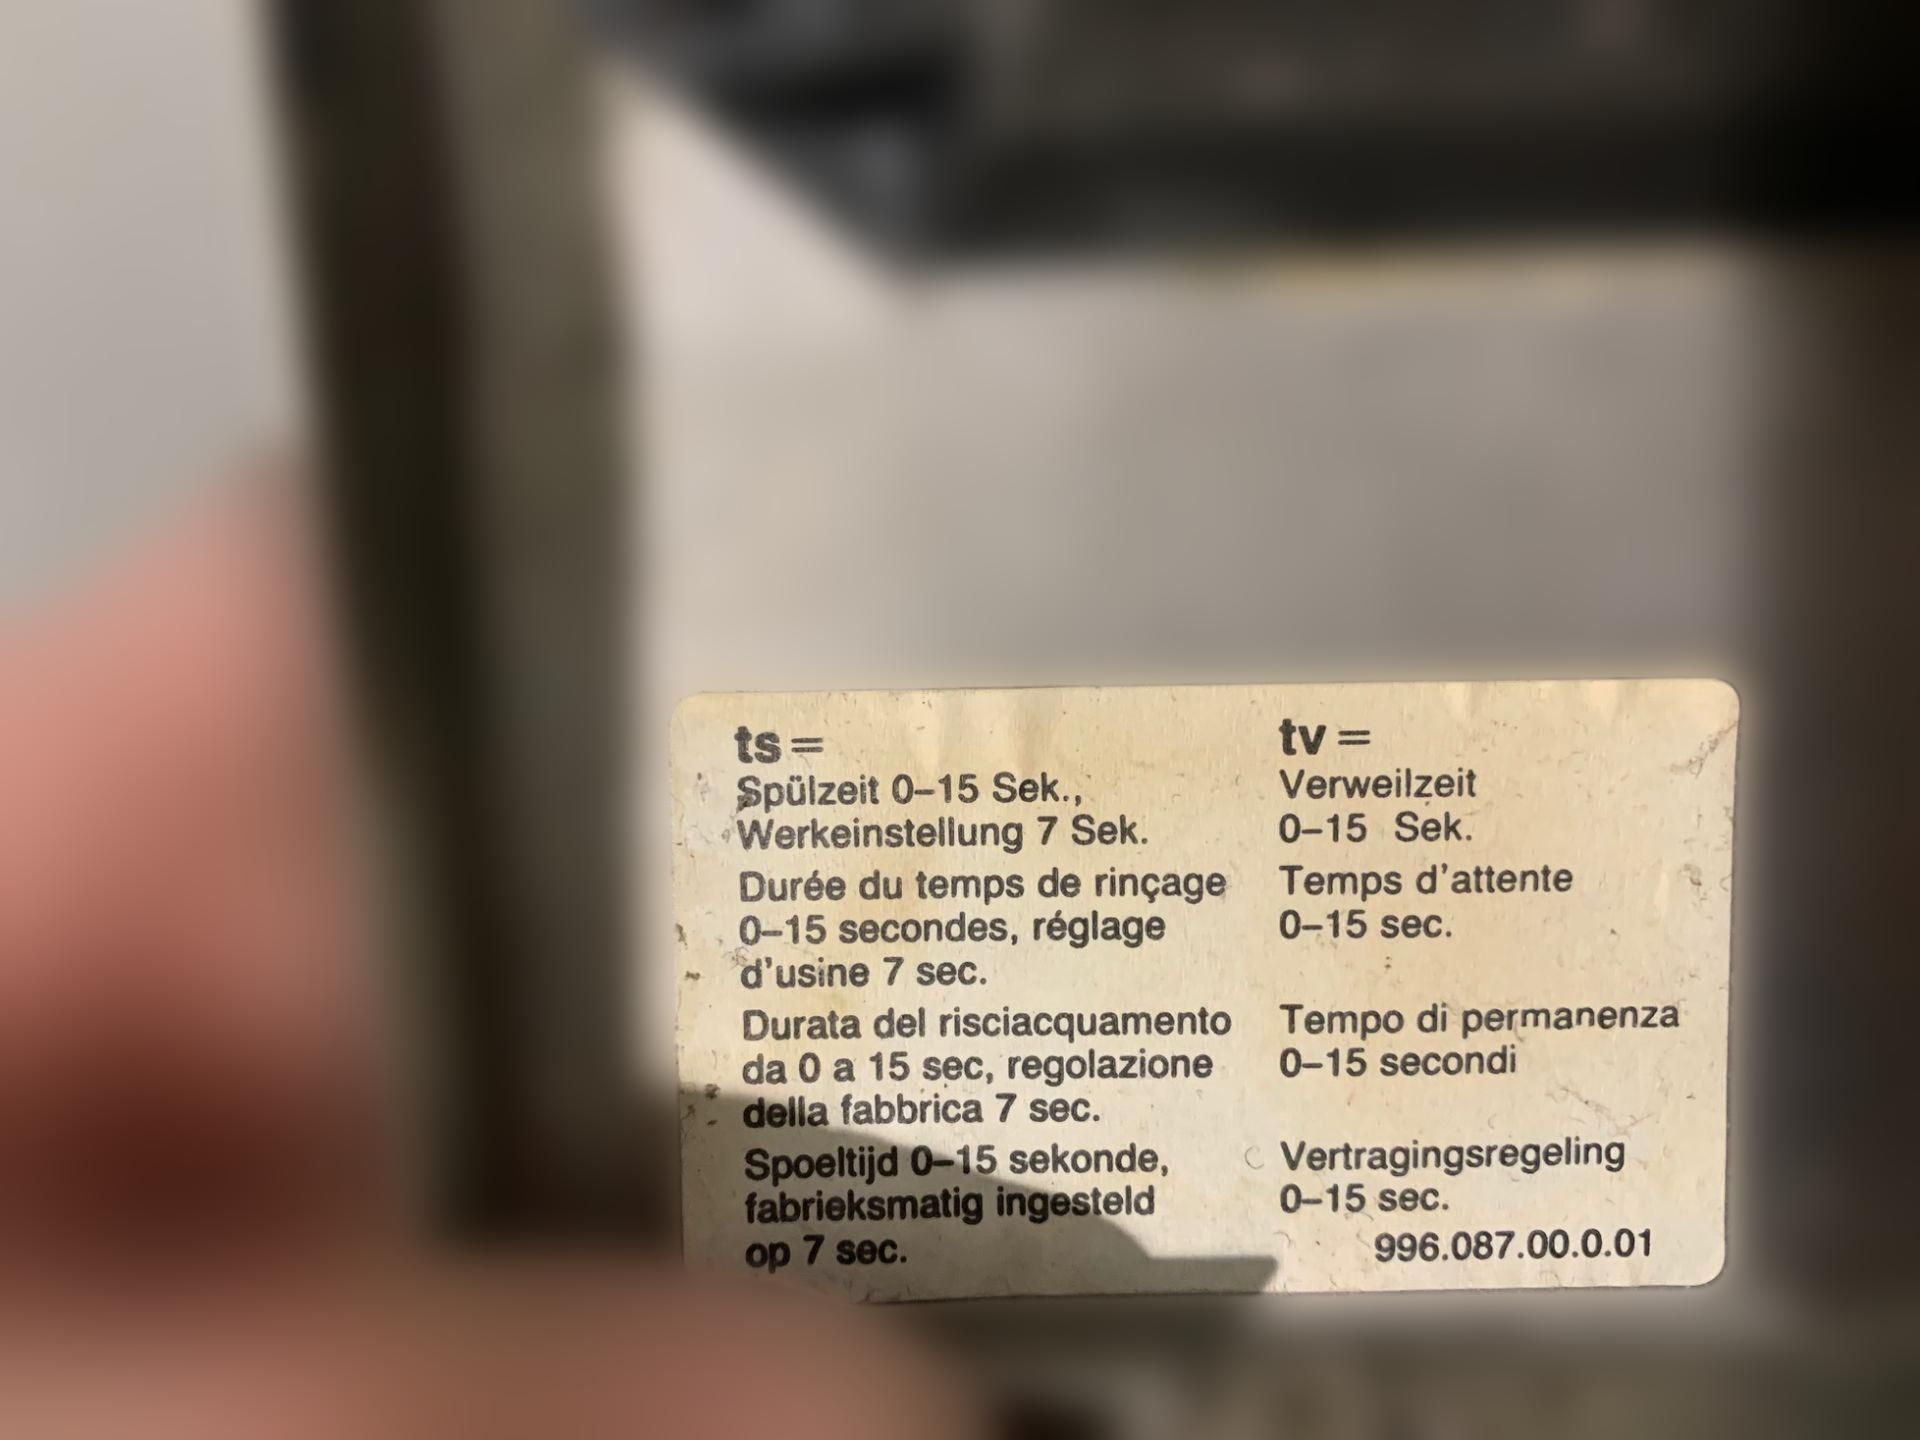 ts=
Spülzeit 0–15 Sek.,
Werkeinstellung 7 Sek.
Durée du temps de rinçage
0–15 secondes, réglage
d'usine 7 sec.
Durata del risciacquamento
da 0 a 15 sec, regolazione
della fabbrica 7 sec.
Spoeltijd 0–15 sekonde,
fabrieksmatig ingesteld
op 7 sec.
tv=
Verweilzeit
0–15 Sek.
Temps d'attente
0–15 sec.
Tempo di permanenza
0–15 secondi
Vertragingsregeling
0–15 sec.
996.087.00.0.01